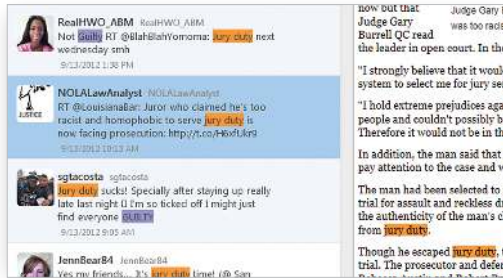 RealHWO_ABM RealHWO_ABM
Not Guilty RT @BlahBlahYomoma: Jury duty next
wednesday smh
9/13/2012 1:38 PM
JUSTICE
NOLALawAnalyst NOLALawAnalyst
RT @LouisianaBar: Juror who claimed he's too
racist and homophobic to serve jury duty is
now facing prosecution: http://t.co/H6xfUkr9
9/13/2012 10:13 AM
sgtacosta sgtacosta
Jury duty sucks! Specially after staying up really
late last night I'm so ticked off I might just
find everyone GUILTY
9/13/2012 9:05 AM
JennBear84 JennBear84
Yes my friends... It's jury duty time! (@ San
now but that
Judge Gary
Burrell QC read
Judge Gary
was too racis
the leader in open court. In the
"I strongly believe that it woul
system to select me for jury se
"I hold extreme prejudices aga
people and couldn't possibly b
Therefore it would not be in th
In addition, the man said that
pay attention to the case and w
The man had been selected to
trial for assault and reckless dr
the authenticity of the man's c
from jury duty.
Though he escaped jury duty,
trial. The prosecutor and defen